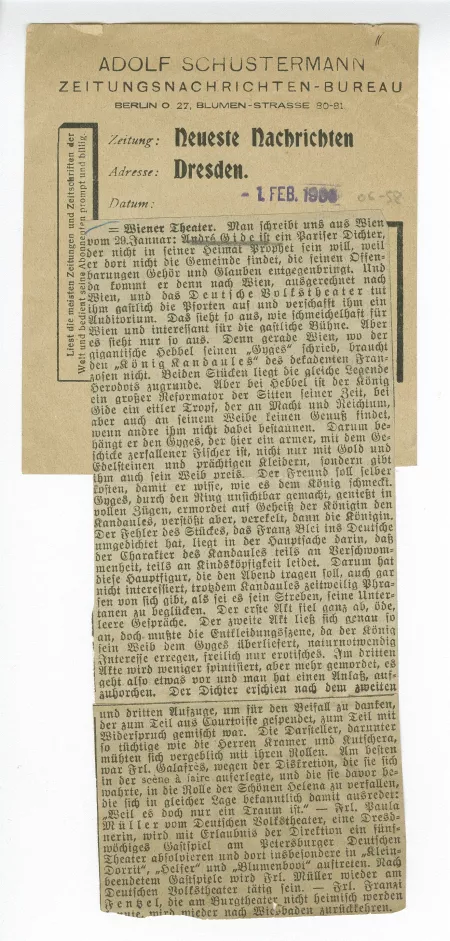 ADOLF SCHUSTERMANN
ZEITUNGSNACHRICHTEN-BUREAU
BERLIN O 27, BLUMEN-STRASSE 80-81
Liest die meisten Zeitungen und Zeitschriften der
Welt und bedient seine Abonnenten prompt und billig.
Zeitung: Neueste Nachrichten
Adresse: Dresden.
Datum:
- 1. FEB. 1906
= Wiener Theater. Man schreibt uns aus Wien
vom 29. Januar: André Gide ist ein Pariser Dichter,
der nicht in seiner Heimat Prophet sein will, weil
er dort nicht die Gemeinde findet, die seinen Offen-
barungen Gehör und Glauben entgegenbringt. Und
da kommt er denn nach Wien, ausgerechnet nach
Wien, und das Deutsche Volkstheater tut
ihm gastlich die Pforten auf und verschafft ihm ein
Auditorium. Das sieht so aus, wie schmeichelhaft für
Wien und interessant für die gastliche Bühne. Aber
es sieht nur so aus. Denn gerade Wien, wo der
gigantische Hebbel seinen „Gyges" schrieb, braucht
den „König Kandaules" des dekadenten Fran-
zosen nicht. Beiden Stücken liegt die gleiche Legende
Herodots zugrunde. Aber bei Hebbel ist der König
ein großer Reformator der Sitten seiner Zeit, bei
Gide ein eitler Tropf, der an Macht und Reichtum,
aber auch an seinem Weibe keinen Genuß findet,
wenn andre ihn nicht dabei bestaunen. Darum be-
hängt er den Gyges, der hier ein armer, mit dem Ge-
schicke zerfallener Fischer ist, nicht nur mit Gold und
Edelsteinen und prächtigen Kleidern, sondern gibt
ihm auch sein Weib preis. Der Freund soll selber
kosten, damit er wisse, wie es dem König schmeckt.
Gyges, durch den Ring unsichtbar gemacht, genießt in
vollen Zügen, ermordet auf Geheiß der Königin den
Kandaules, verstößt aber, verekelt, dann die Königin.
Der Fehler des Stückes, das Franz Blei ins Deutsche
umgedichtet hat, liegt in der Hauptsache darin, daß
der Charakter des Kandaules teils an Verschwom-
menheit, teils an Kindsköpfigkeit leidet. Darum hat
diese Hauptfigur, die den Abend tragen soll, auch gar
nicht interessiert, trotzdem Kandaules zeitweilig Phra-
sen von sich gibt, als sei es sein Streben, seine Unter-
tanen zu beglücken. Der erste Akt fiel ganz ab, öde,
leere Gespräche. Der zweite Akt ließ sich genau so
an, doch mußte die Entkleidungsszene, da der König
sein Weib dem Gyges überliefert, naturnotwendig
Interesse erregen, freilich nur erotisches. Im dritten
Akte wird weniger spintisiert, aber mehr gemordet, es
geht also etwas vor und man hat einen Anlaß, auf-
zuhorchen. Der Dichter erschien nach dem zweiten
und dritten Aufzuge, um für den Beifall zu danken,
der zum Teil aus Courtoisie gespendet, zum Teil mit
Widerspruch gemischt war. Die Darsteller, darunter
so tüchtige wie die Herren Kramer und Kutschera,
mühten sich vergeblich mit ihren Rollen. Am besten
war Frl. Galafrés, wegen der Diskretion, die sie sich
in der scène à faire auferlegte, und die sie davor be-
wahrte, in die Rolle der Schönen Helena zu verfallen,
die sich in gleicher Lage bekanntlich damit ausredet:
„Weil es doch nur ein Traum ist." — Frl. Paula
Müller vom Deutschen Volkstheater, eine Dresd-
nerin, wird mit Erlaubnis der Direktion ein fünf-
wöchiges Gastspiel am Petersburger Deutschen
Theater absolvieren und dort insbesondere in „Klein-
Dorrit", „Helfer" und „Blumenboot" auftreten. Nach
beendetem Gastspiele wird Frl. Müller wieder am
Deutschen Volkstheater tätig sein. — Frl. Franzi
Fentzel, die am Burgtheater nicht heimisch werden
konnte, wird wieder nach Wiesbaden zurückkehren.